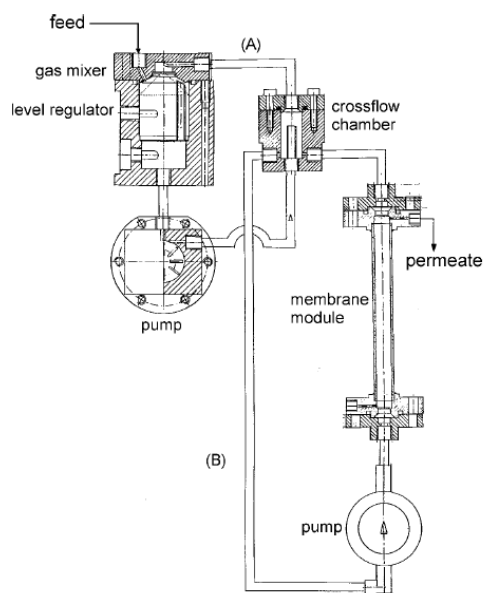 feed
(A)
gas mixer
level regulator
crossflow
chamber
permeate
membrane
module
pump
(B)
pump